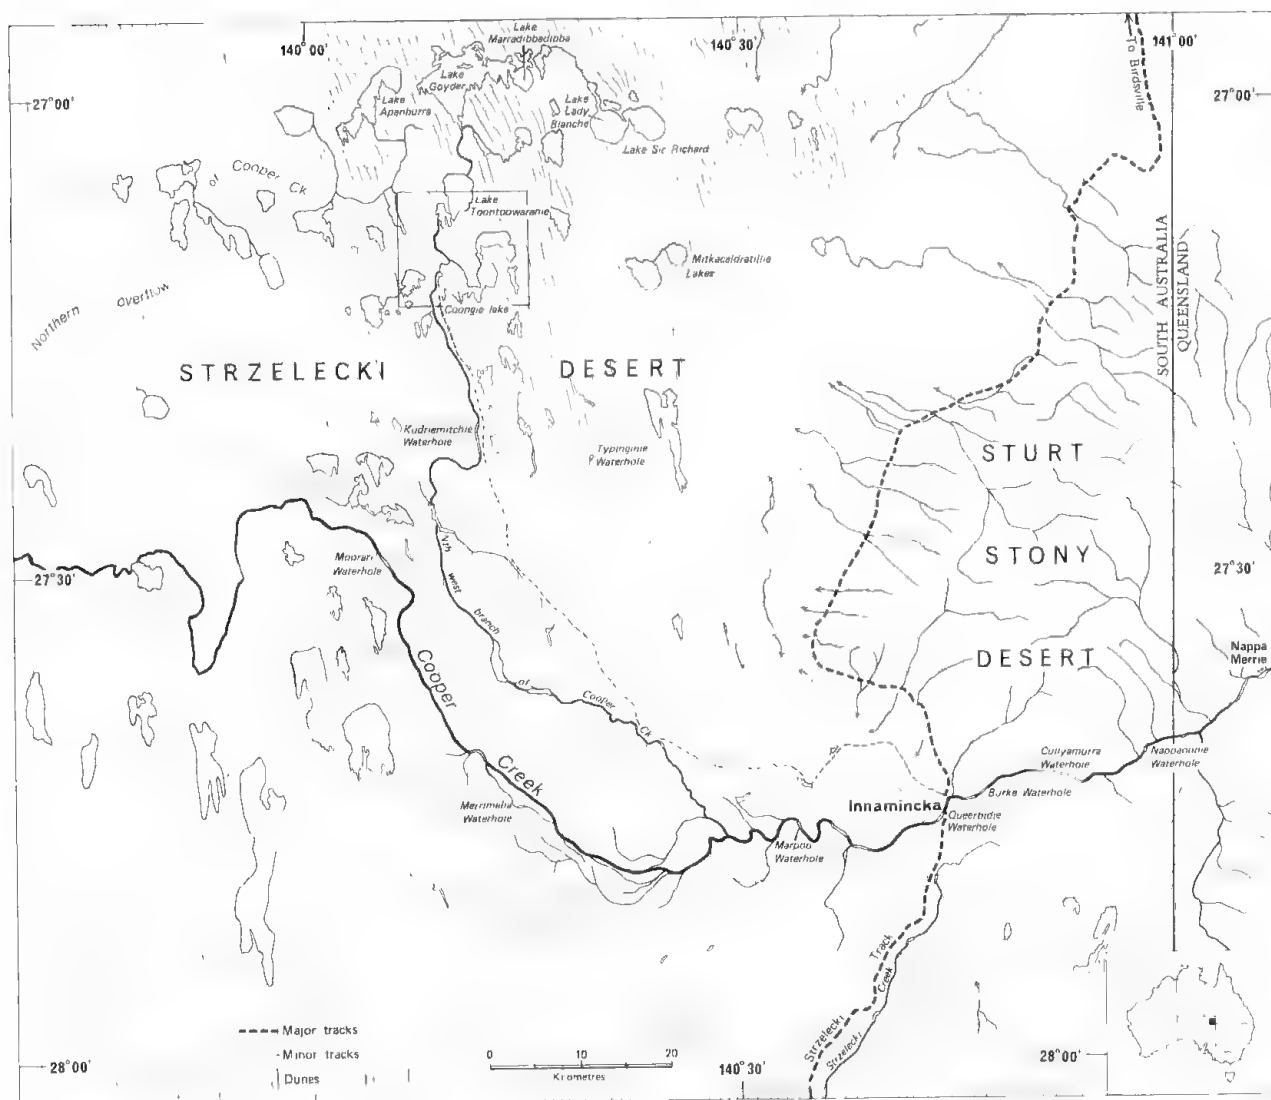 140°00'
Lake
Marradibbadibba
140°30'
141°00'
To Birdsville
27°00'
Lake
Goyder
Lake
Apanburra
Lake
Lady
Blanche
27°00'
Lake Sir Richard
of Cooper Ck
Lake
Toontoowaranie
Northern overflow
Lakes
Coongie lake
SOUTH AUSTRALIA
QUEENSLAND
STRZELECKI
DESERT
Kudriemitchie
Waterhole
Typinginie
Waterhole
STURT
STONY
DESERT
Waterhole
27°30'
27°30'
west branch of Cooper Ck
Nappa
Merrie
Cooper
Creek
Cullyamurra
Waterhole
Nappaonie
Waterhole
Burke Waterhole
Innamincka
Queerbidie
Waterhole
Merrimelia
Waterhole
Marpoo
Waterhole
Strzelecki Track
Strzelecki Creek
Major tracks
Minor tracks
Dunes
0 10 20
Kilometres
28°00'
140°30'
28°00'